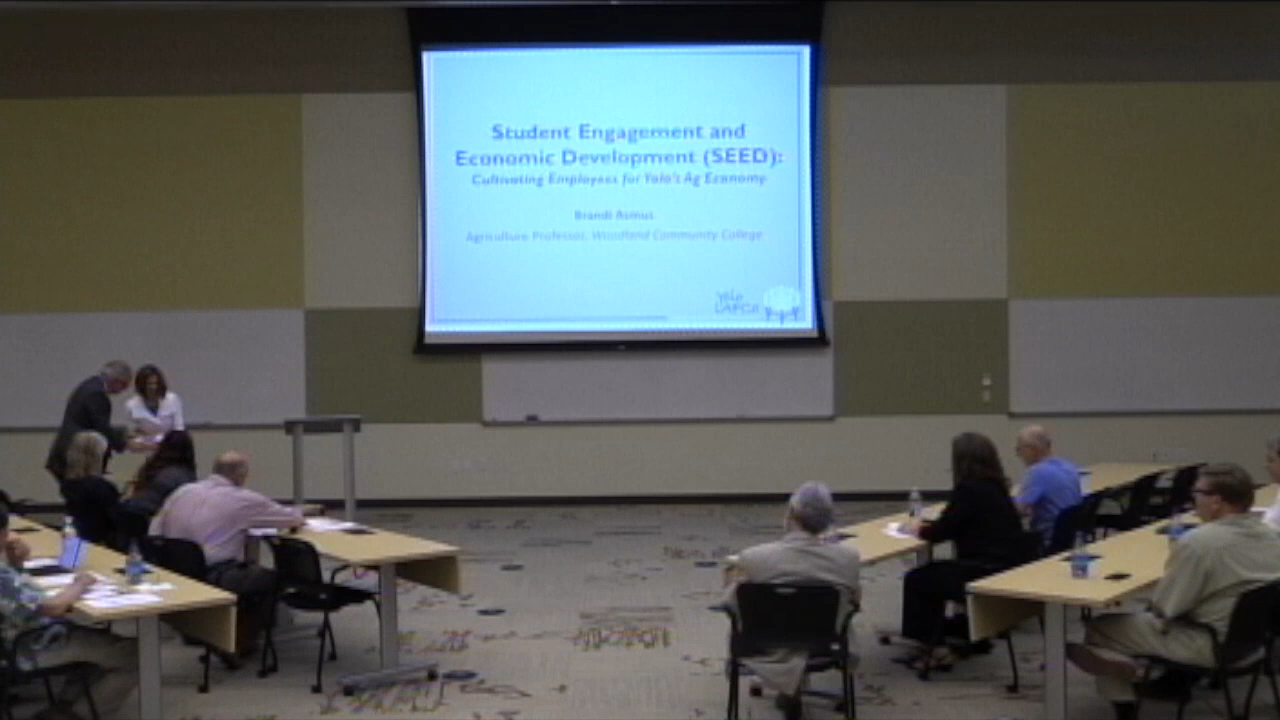 Student Engagement and
Economic Development (SEED):
Cultivating Employees for Yolo's Ag Economy
Brandi Asmus
Agriculture Professor, Woodland Community College
Yolo
LAFCo